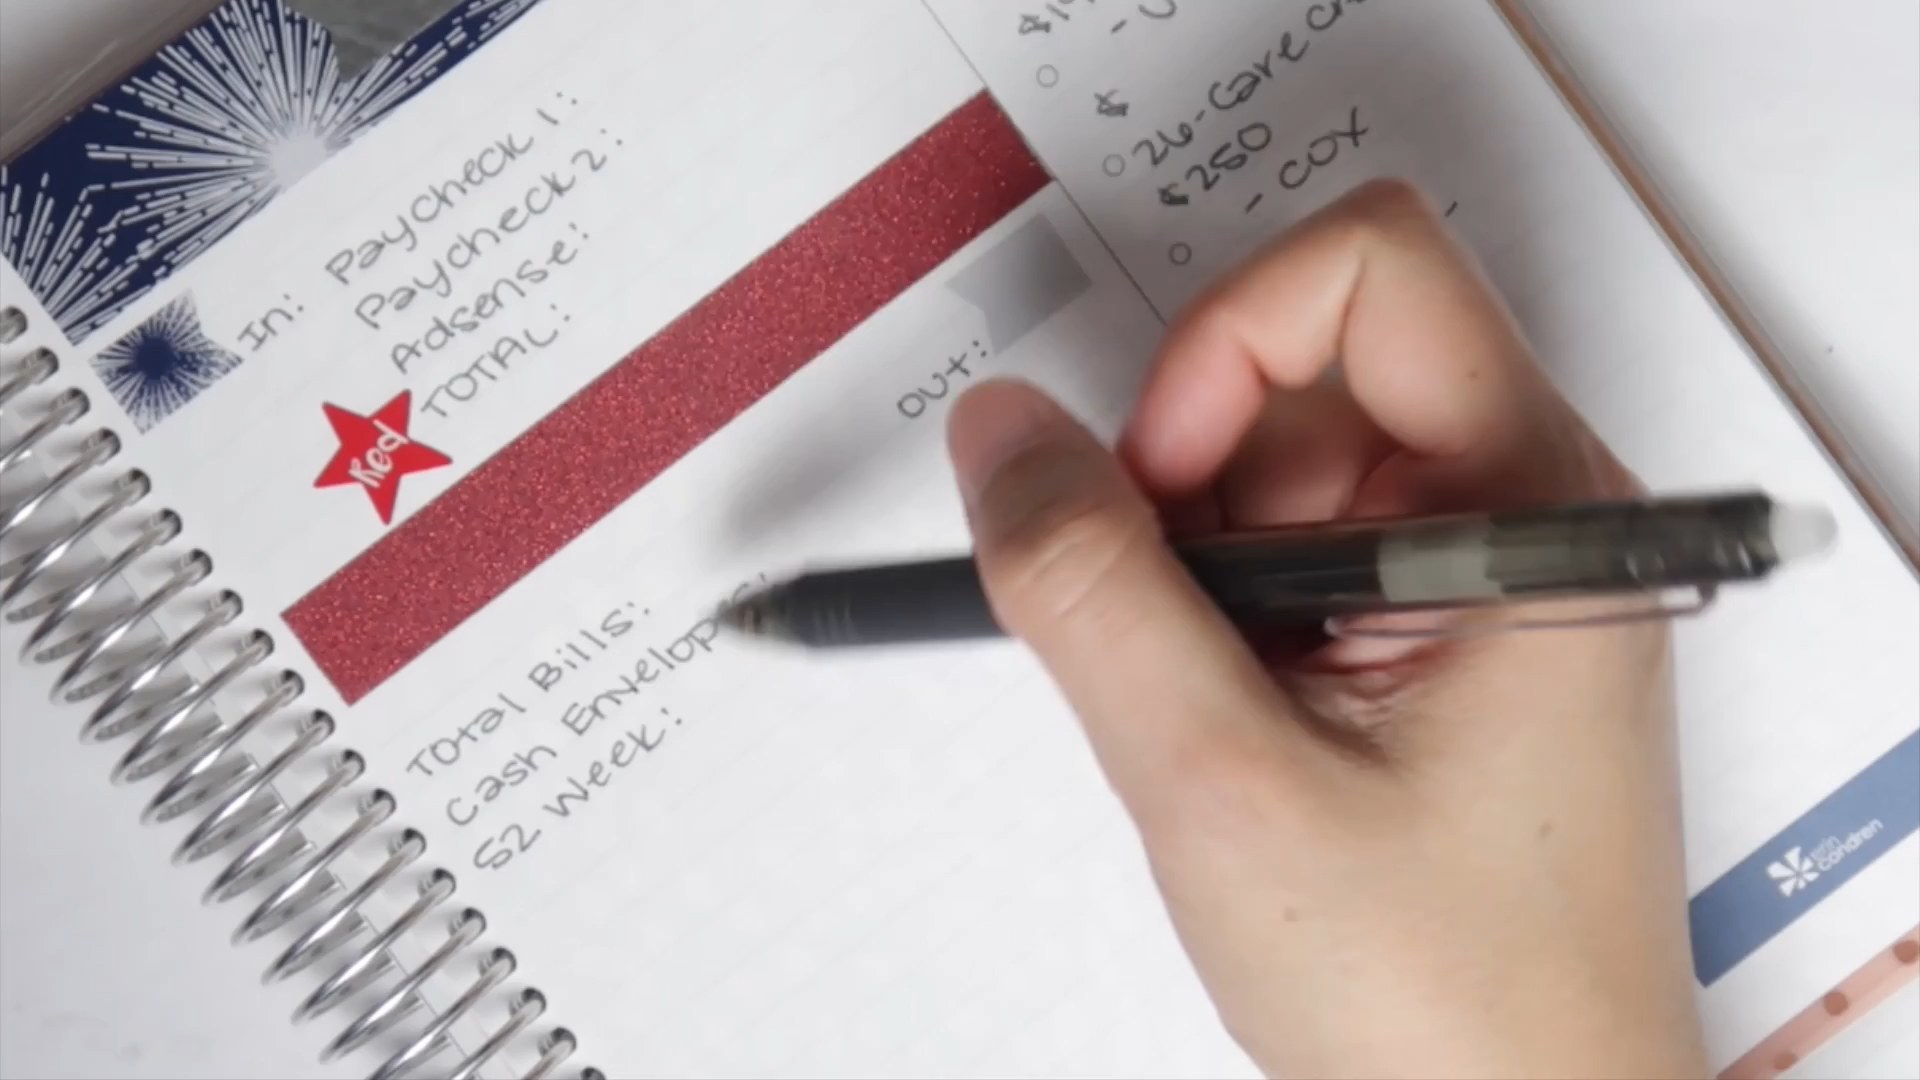 In:
Paycheck 1:
Paycheck 2:
Adsense:
TOTAL:
Red
OUT:
Total Bills:
Cash Envelopes:
52 Week:
$
26-Care
$250
- COX
-
erin
condren